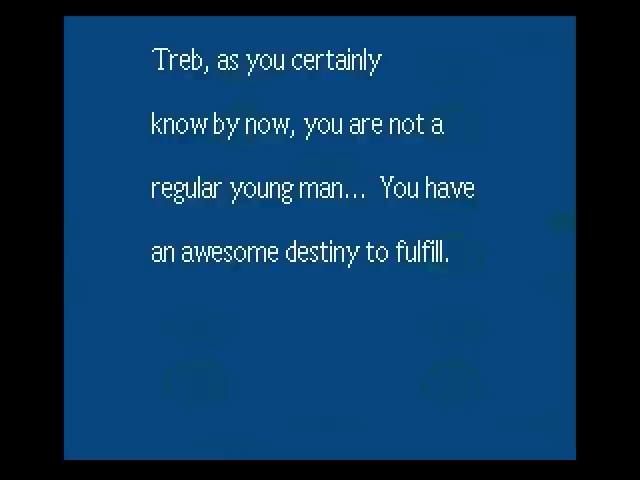 Treb, as you certainly
know by now, you are not a
regular young man... You have
an awesome destiny to fulfill.